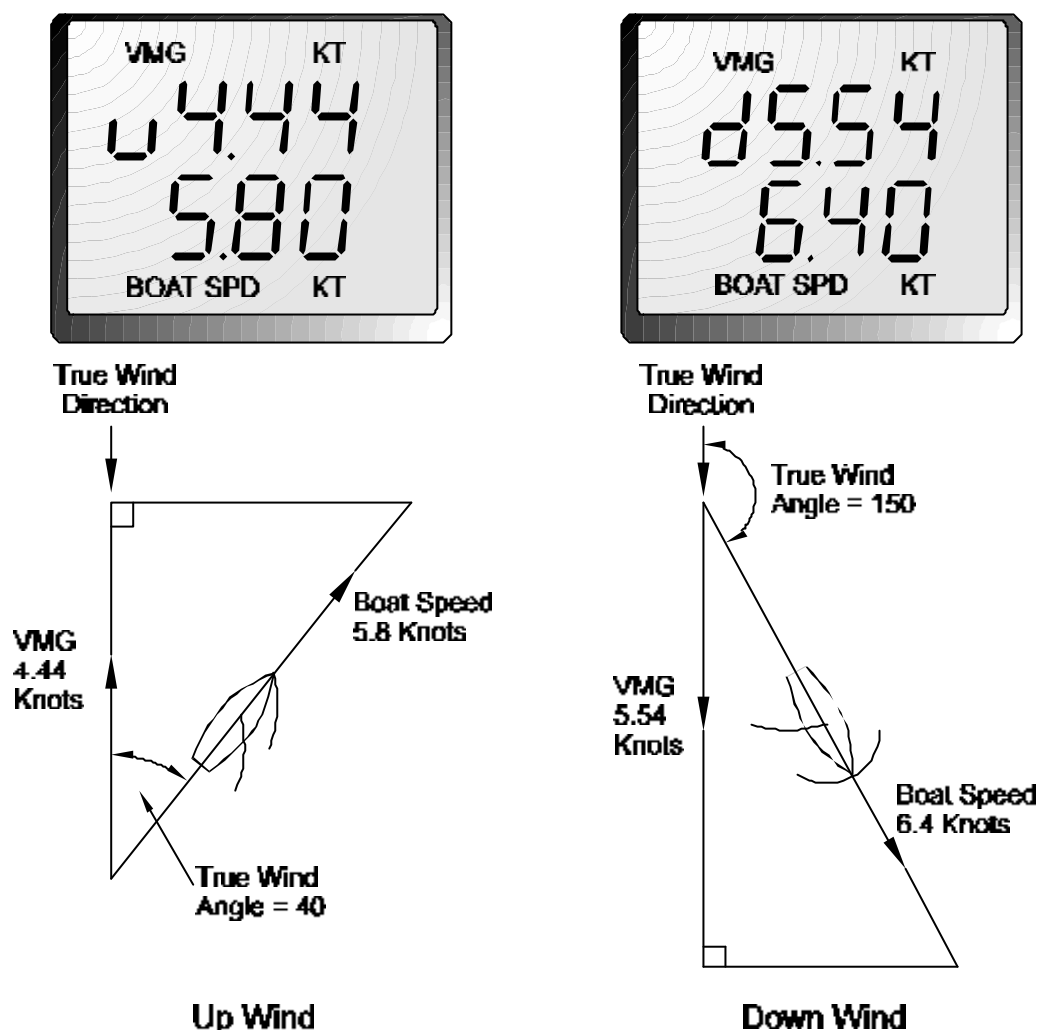 VMG KT
u4.44
5.80
BOAT SPD KT
True Wind
Direction
VMG
4.44
Knots
Boat Speed
5.8 Knots
True Wind
Angle = 40
Up Wind
VMG KT
d5.54
6.40
BOAT SPD KT
True Wind
Direction
True Wind
Angle = 150
VMG
5.54
Knots
Boat Speed
6.4 Knots
Down Wind